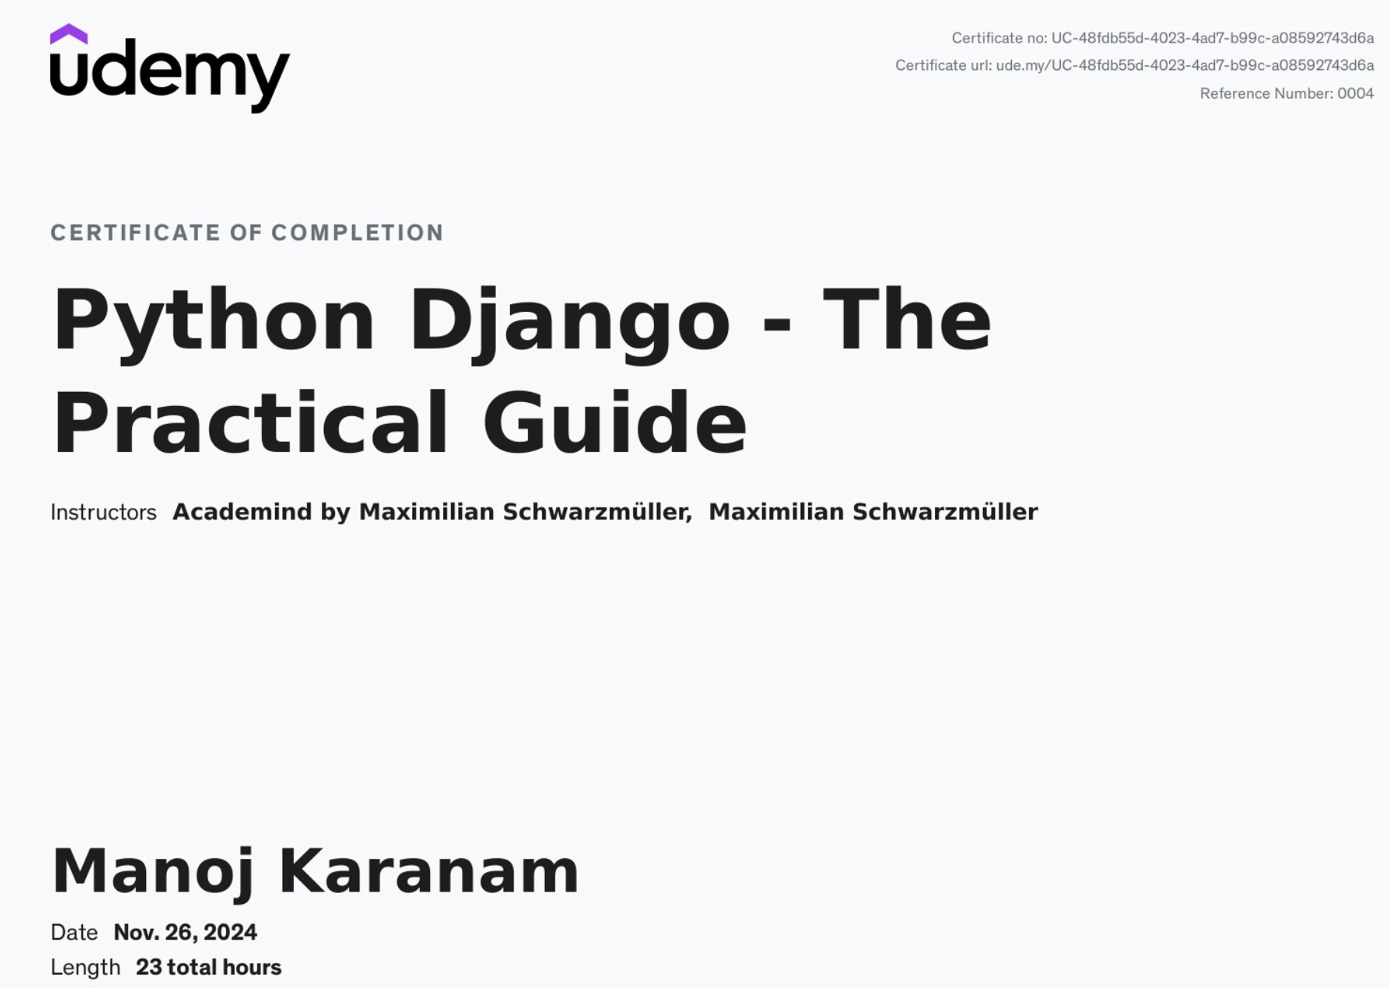 udemy
Certificate no: UC-48fdb55d-4023-4ad7-b99c-a08592743d6a
Certificate url: ude.my/UC-48fdb55d-4023-4ad7-b99c-a08592743d6a
Reference Number: 0004
CERTIFICATE OF COMPLETION
Python Django - The
Practical Guide
Instructors Academind by Maximilian Schwarzmüller, Maximilian Schwarzmüller
Manoj Karanam
Date Nov. 26, 2024
Length 23 total hours